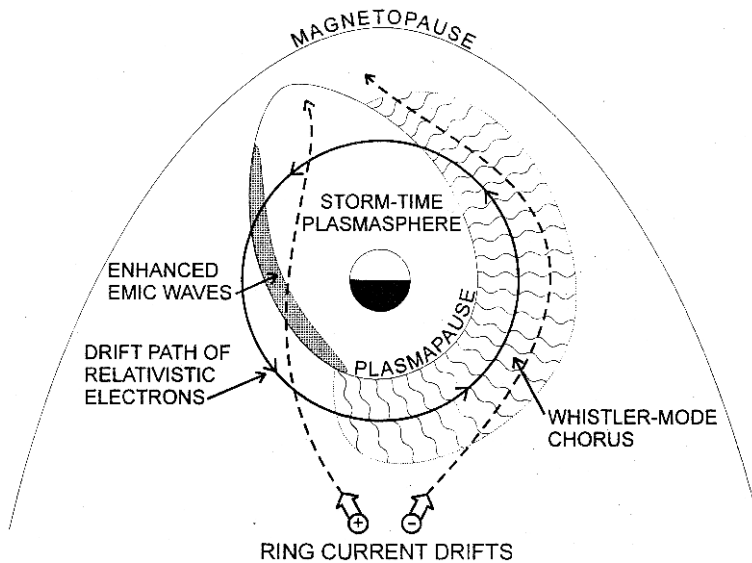 MAGNETOPAUSE
STORM-TIME
PLASMASPHERE
ENHANCED
EMIC WAVES
PLASMAPAUSE
DRIFT PATH OF
RELATIVISTIC
ELECTRONS
WHISTLER-MODE
CHORUS
+ −
RING CURRENT DRIFTS